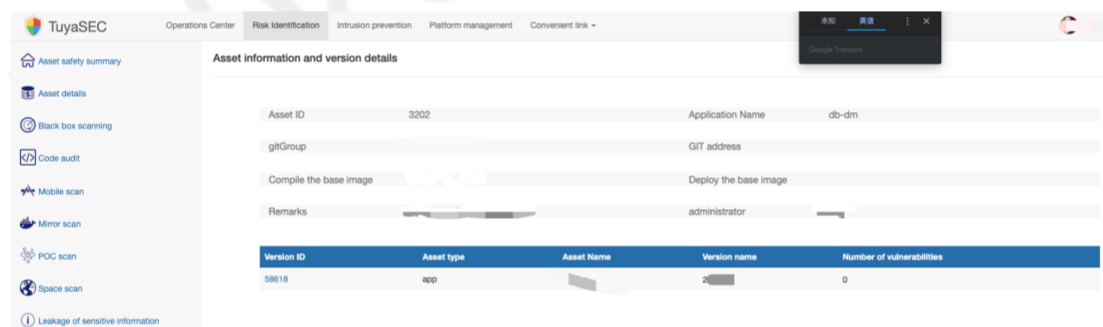 TuyaSEC
Operations Center Risk Identification Intrusion prevention Platform management Convenient link
未知 英语
Google Translate
Asset safety summary
Asset details
Black box scanning
Code audit
Mobile scan
Mirror scan
POC scan
Space scan
Leakage of sensitive information
Asset information and version details
Asset ID 3202 Application Name db-dm
gitGroup GIT address
Compile the base image Deploy the base image
Remarks administrator
Version ID Asset type Asset Name Version name Number of vulnerabilities
58618 app 2 0